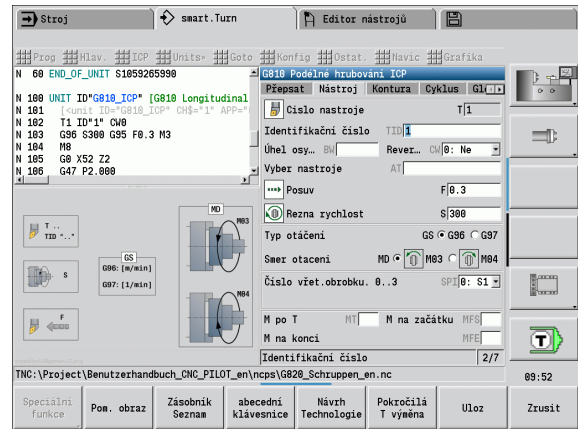 Stroj
smart.Turn
Editor nástrojů
Prog Hlav. ICP Units» Goto Konfig Ostat. Navic Grafika
N 60 END_OF_UNIT S1059265990
N 100 UNIT ID"G810_ICP" [G810 Longitudinal
N 101 [<unit ID="G810_ICP" CH$="1" APP="
N 102 T1 ID"1" CW0
N 103 G96 S300 G95 F0.3 M3
N 104 M8
N 105 G0 X52 Z2
N 106 G47 P2.000
G810 Podélné hrubování ICP
Přepsat Nástroj Kontura Cyklus
Cislo nastroje T 1
Identifikační číslo TID 1
Úhel osy… BW Rever… CW 0: Ne
Vyber nastroje AT
Posuv F 0.3
Rezna rychlost S 300
Typ otáčení GS G96 G97
Smer otaceni MD M03 M04
Číslo vřet.obrobku. 0..3 SPI 0: S1
M po T MT M na začátku MFS
M na konci MFE
Identifikační číslo 2/7
T ..
TID "..."
S
F
GS
G96: [m/min]
G97: [1/min]
MD
M03
M04
T
TNC:\Project\Benutzerhandbuch_CNC_PILOT_en\ncps\G820_Schruppen_en.nc
09:52
Speciální funkce
Pom. obraz
Zásobník Seznam
abecední klávesnice
Návrh Technologie
Pokročilá T výměna
Uloz
Zrusit